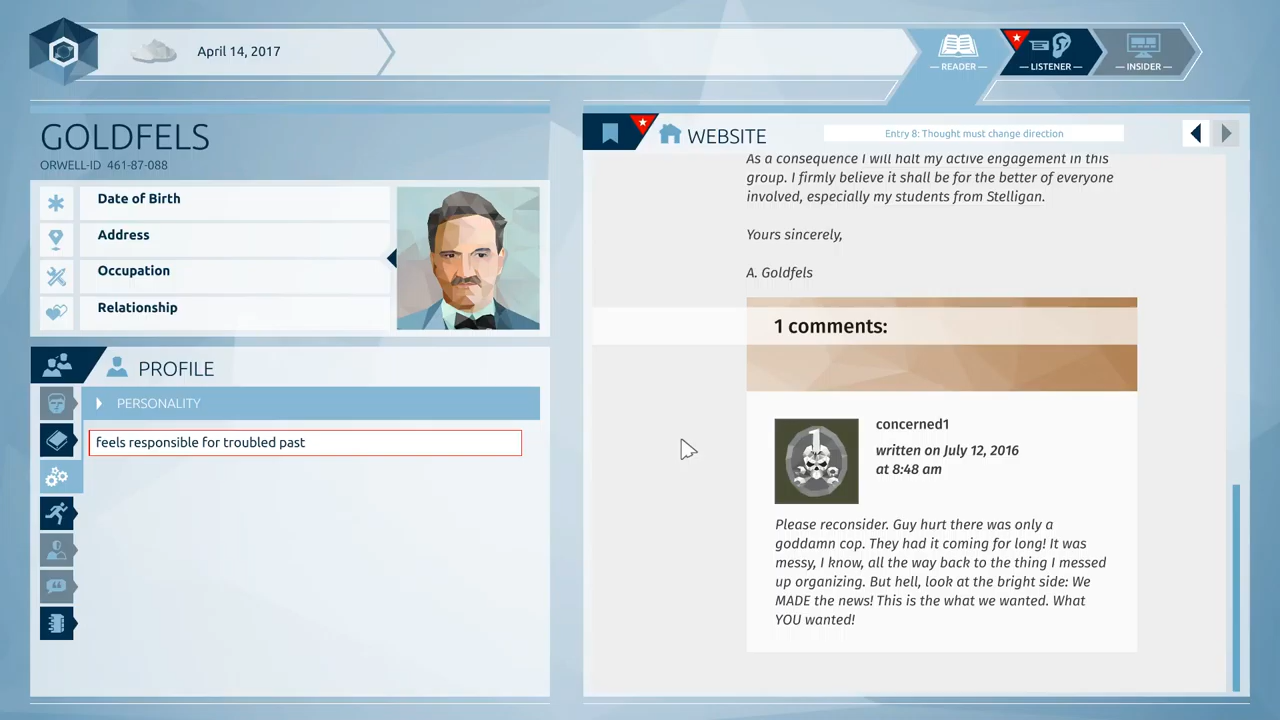 April 14, 2017
— READER —
— LISTENER —
— INSIDER —
GOLDFELS
ORWELL-ID 461-87-088
Date of Birth
Address
Occupation
Relationship
PROFILE
PERSONALITY
feels responsible for troubled past
WEBSITE
Entry 8: Thought must change direction
As a consequence I will halt my active engagement in this
group. I firmly believe it shall be for the better of everyone
involved, especially my students from Stelligan.
Yours sincerely,
A. Goldfels
1 comments:
1
concerned1
written on July 12, 2016
at 8:48 am
Please reconsider. Guy hurt there was only a
goddamn cop. They had it coming for long! It was
messy, I know, all the way back to the thing I messed
up organizing. But hell, look at the bright side: We
MADE the news! This is the what we wanted. What
YOU wanted!